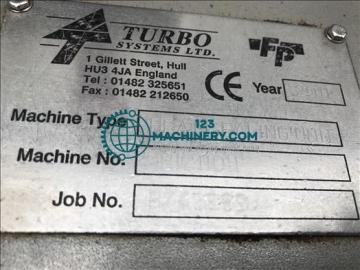 TURBO
SYSTEMS LTD.
1 Gillett Street, Hull
HU3 4JA England
Tel : 01482 325651
Fax : 01482 212650
CE
Year
Machine Type
123
MACHINERY.COM
Machine No.
Job No.